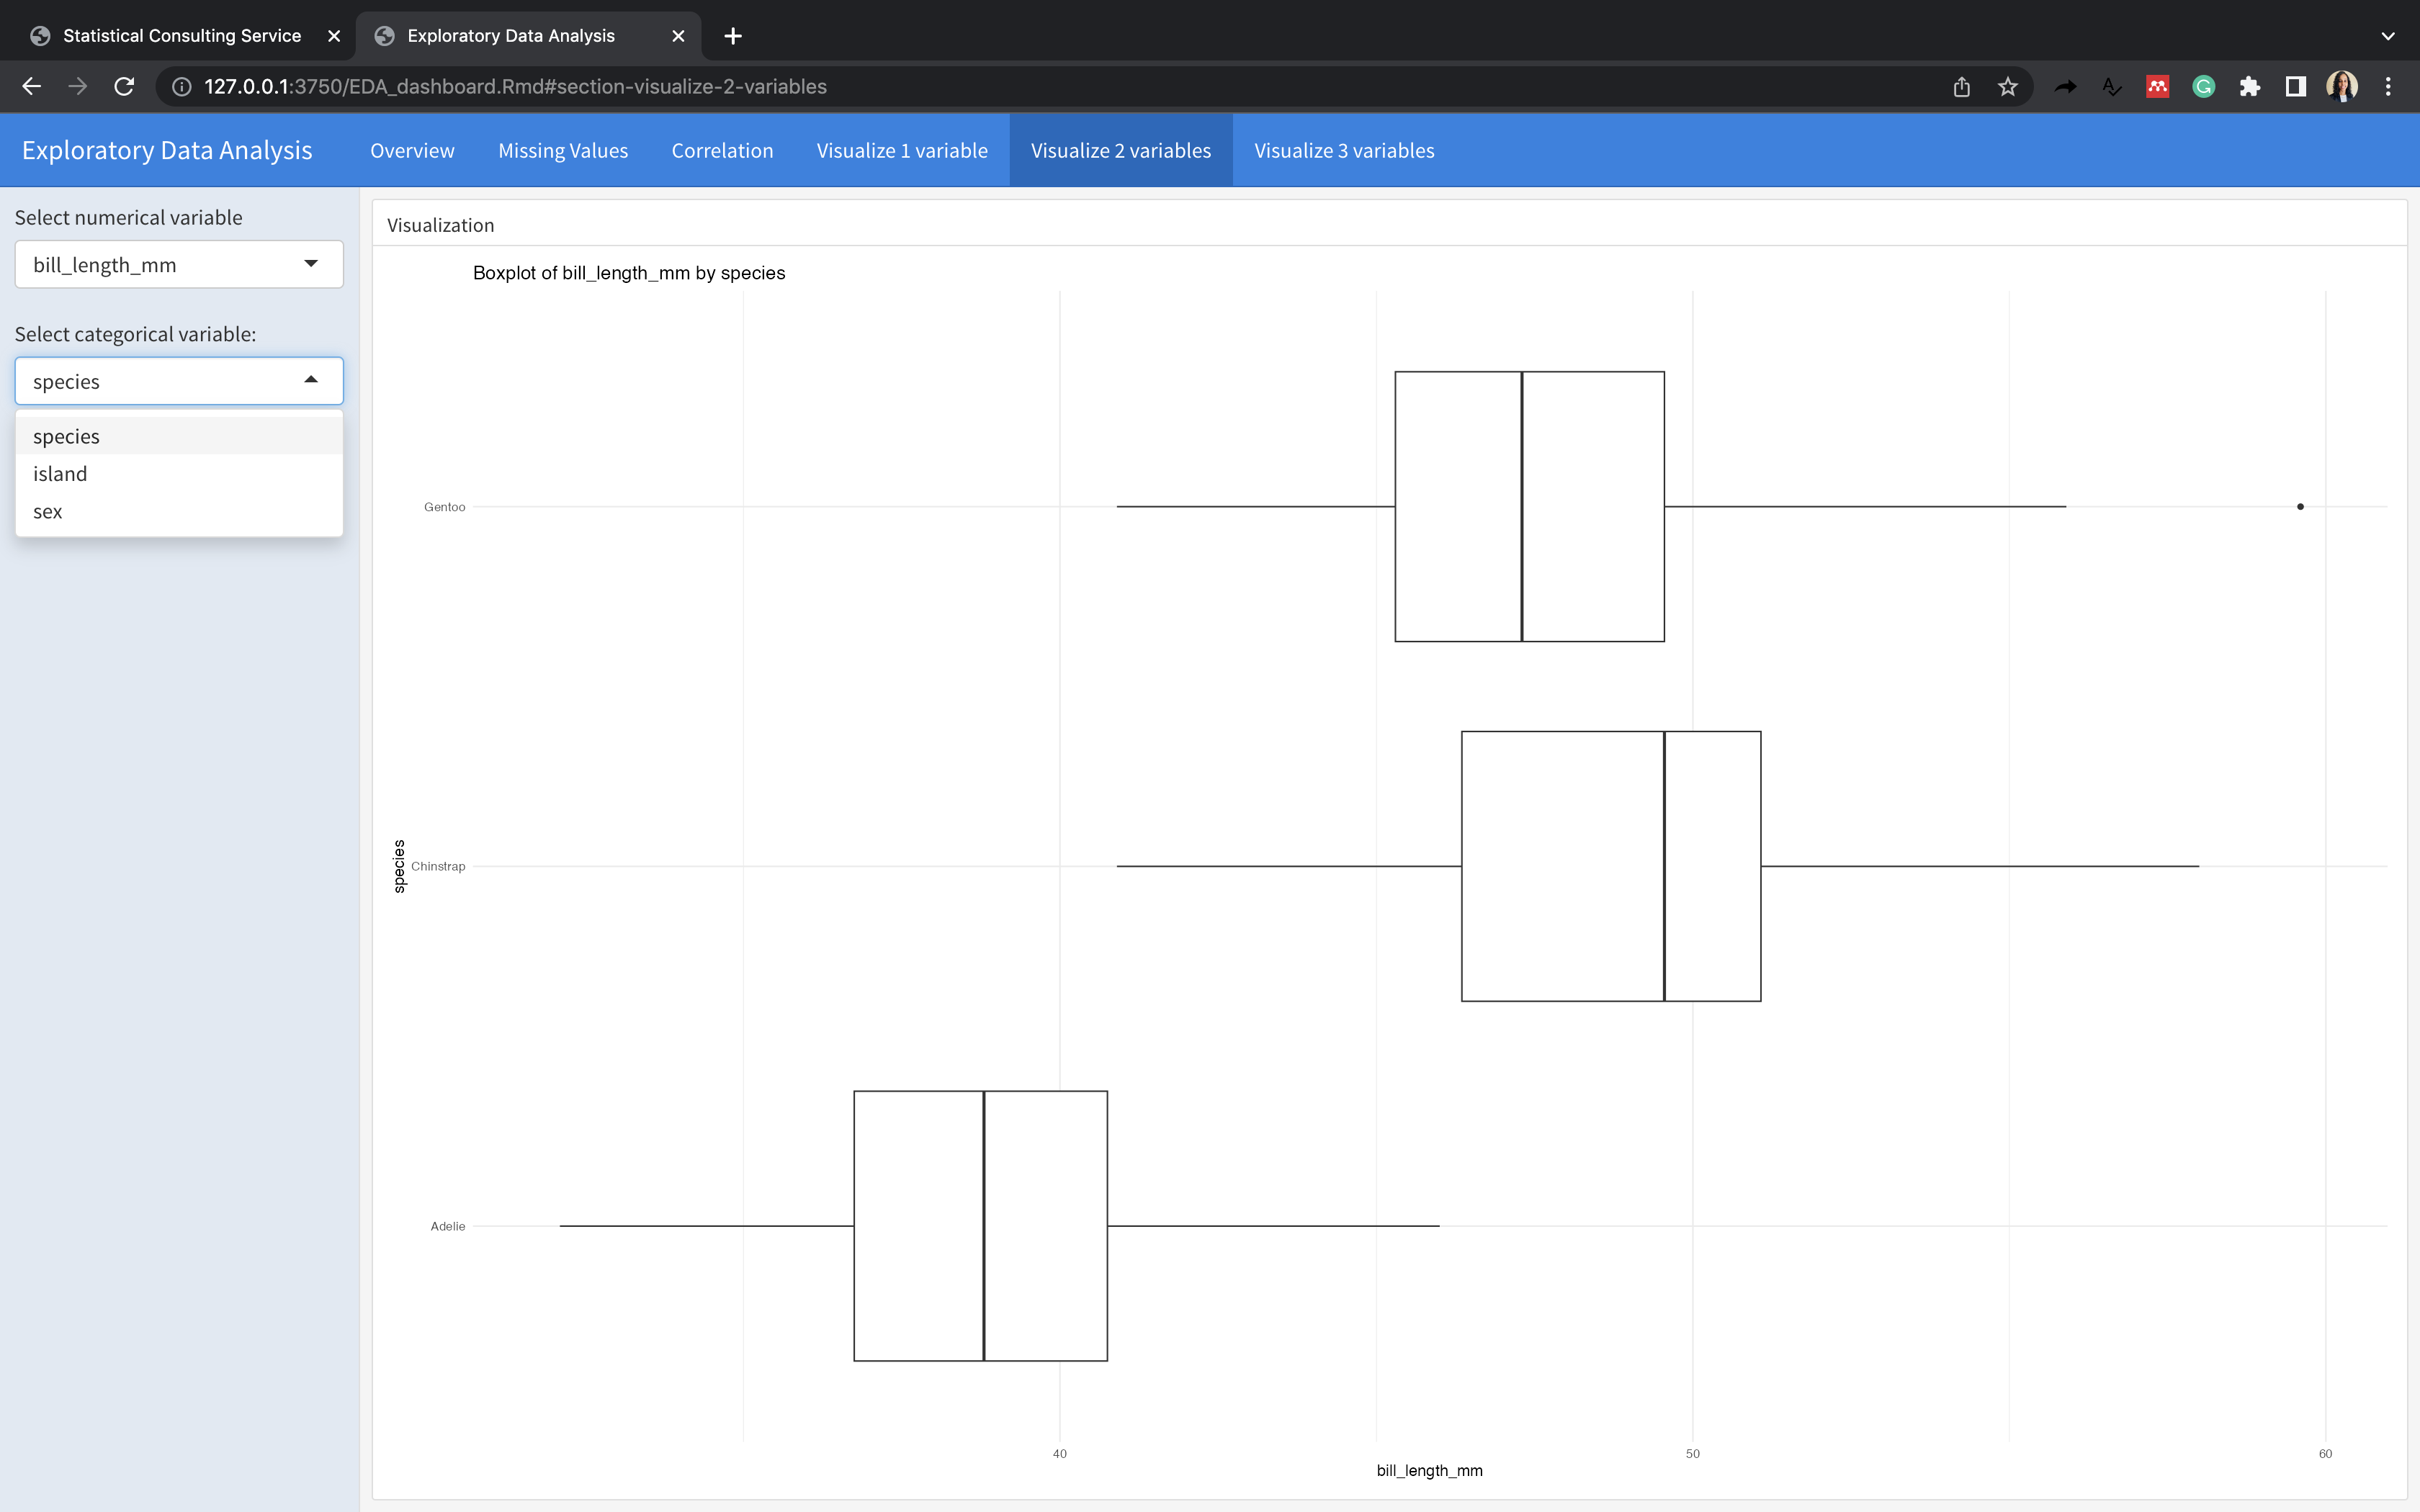 Statistical Consulting Service
Exploratory Data Analysis
127.0.0.1:3750/EDA_dashboard.Rmd#section-visualize-2-variables
Exploratory Data Analysis
Overview
Missing Values
Correlation
Visualize 1 variable
Visualize 2 variables
Visualize 3 variables
Select numerical variable
bill_length_mm
Select categorical variable:
species
species
island
sex
Visualization
Boxplot of bill_length_mm by species
Gentoo
Chinstrap
Adelie
species
40
50
60
bill_length_mm